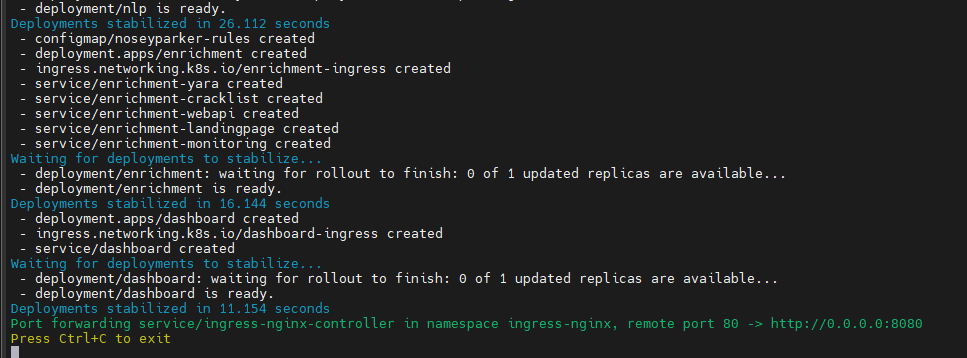 - deployment/nlp is ready.
Deployments stabilized in 26.112 seconds
- configmap/noseyparker-rules created
- deployment.apps/enrichment created
- ingress.networking.k8s.io/enrichment-ingress created
- service/enrichment-yara created
- service/enrichment-cracklist created
- service/enrichment-webapi created
- service/enrichment-landingpage created
- service/enrichment-monitoring created
Waiting for deployments to stabilize...
- deployment/enrichment: waiting for rollout to finish: 0 of 1 updated replicas are available...
- deployment/enrichment is ready.
Deployments stabilized in 16.144 seconds
- deployment.apps/dashboard created
- ingress.networking.k8s.io/dashboard-ingress created
- service/dashboard created
Waiting for deployments to stabilize...
- deployment/dashboard: waiting for rollout to finish: 0 of 1 updated replicas are available...
- deployment/dashboard is ready.
Deployments stabilized in 11.154 seconds
Port forwarding service/ingress-nginx-controller in namespace ingress-nginx, remote port 80 -> http://0.0.0.0:8080
Press Ctrl+C to exit